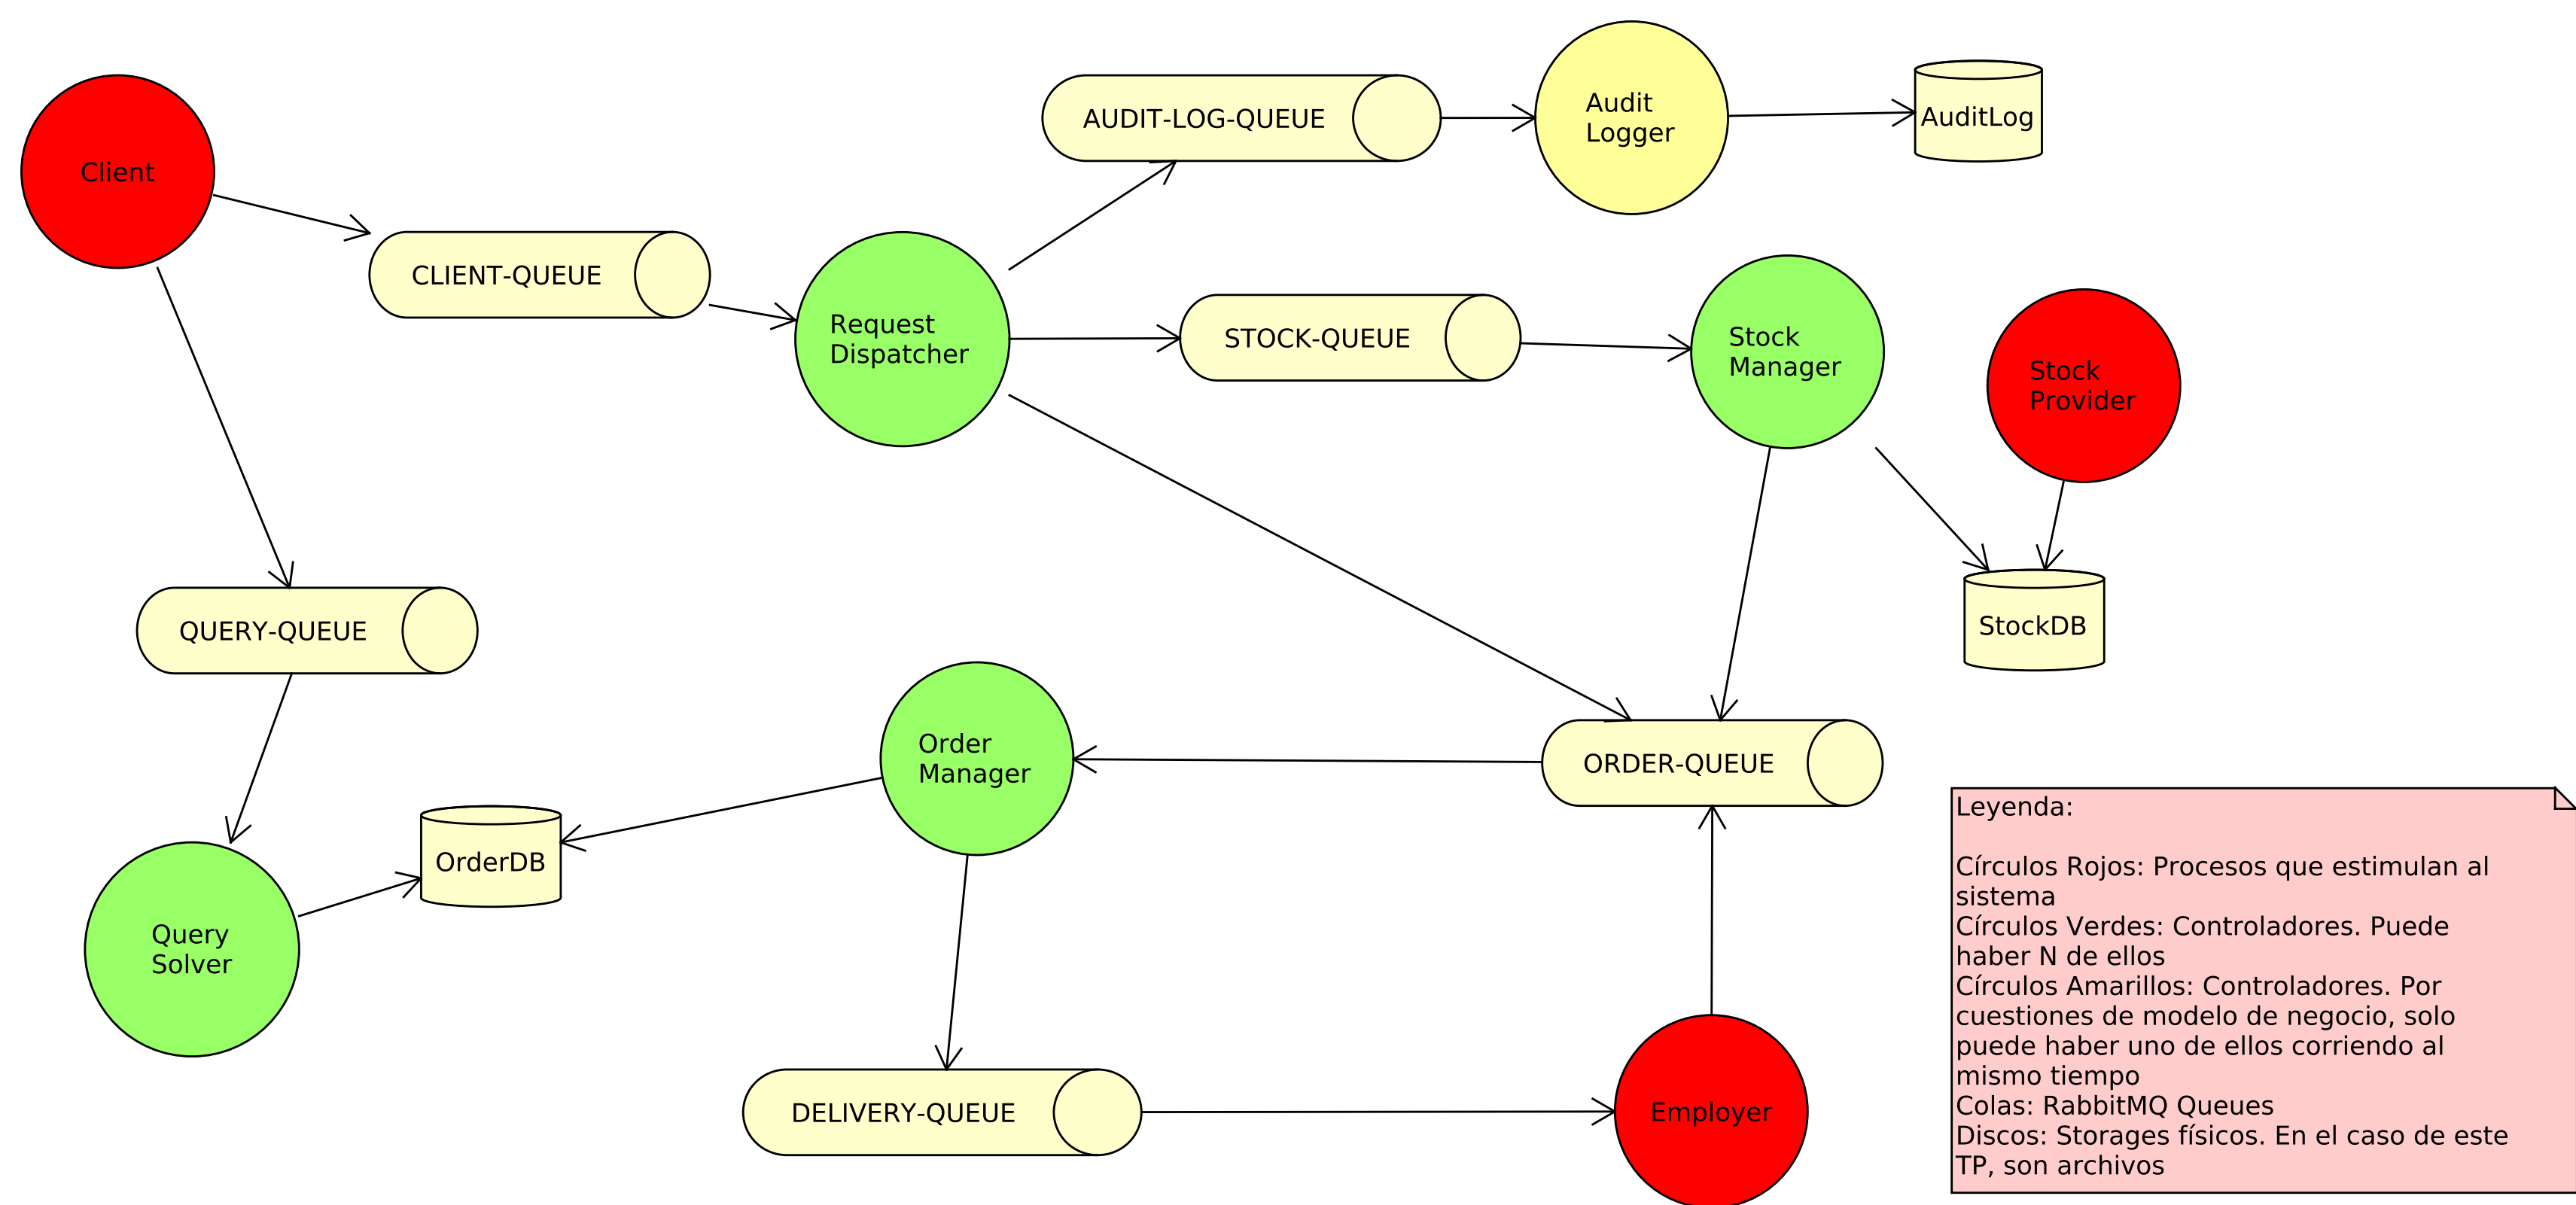 Client
CLIENT-QUEUE
AUDIT-LOG-QUEUE
Audit
Logger
AuditLog
Request
Dispatcher
STOCK-QUEUE
Stock
Manager
Stock
Provider
StockDB
QUERY-QUEUE
Order
Manager
ORDER-QUEUE
OrderDB
Query
Solver
DELIVERY-QUEUE
Employer
Leyenda:
Círculos Rojos: Procesos que estimulan al
sistema
Círculos Verdes: Controladores. Puede
haber N de ellos
Círculos Amarillos: Controladores. Por
cuestiones de modelo de negocio, solo
puede haber uno de ellos corriendo al
mismo tiempo
Colas: RabbitMQ Queues
Discos: Storages físicos. En el caso de este
TP, son archivos